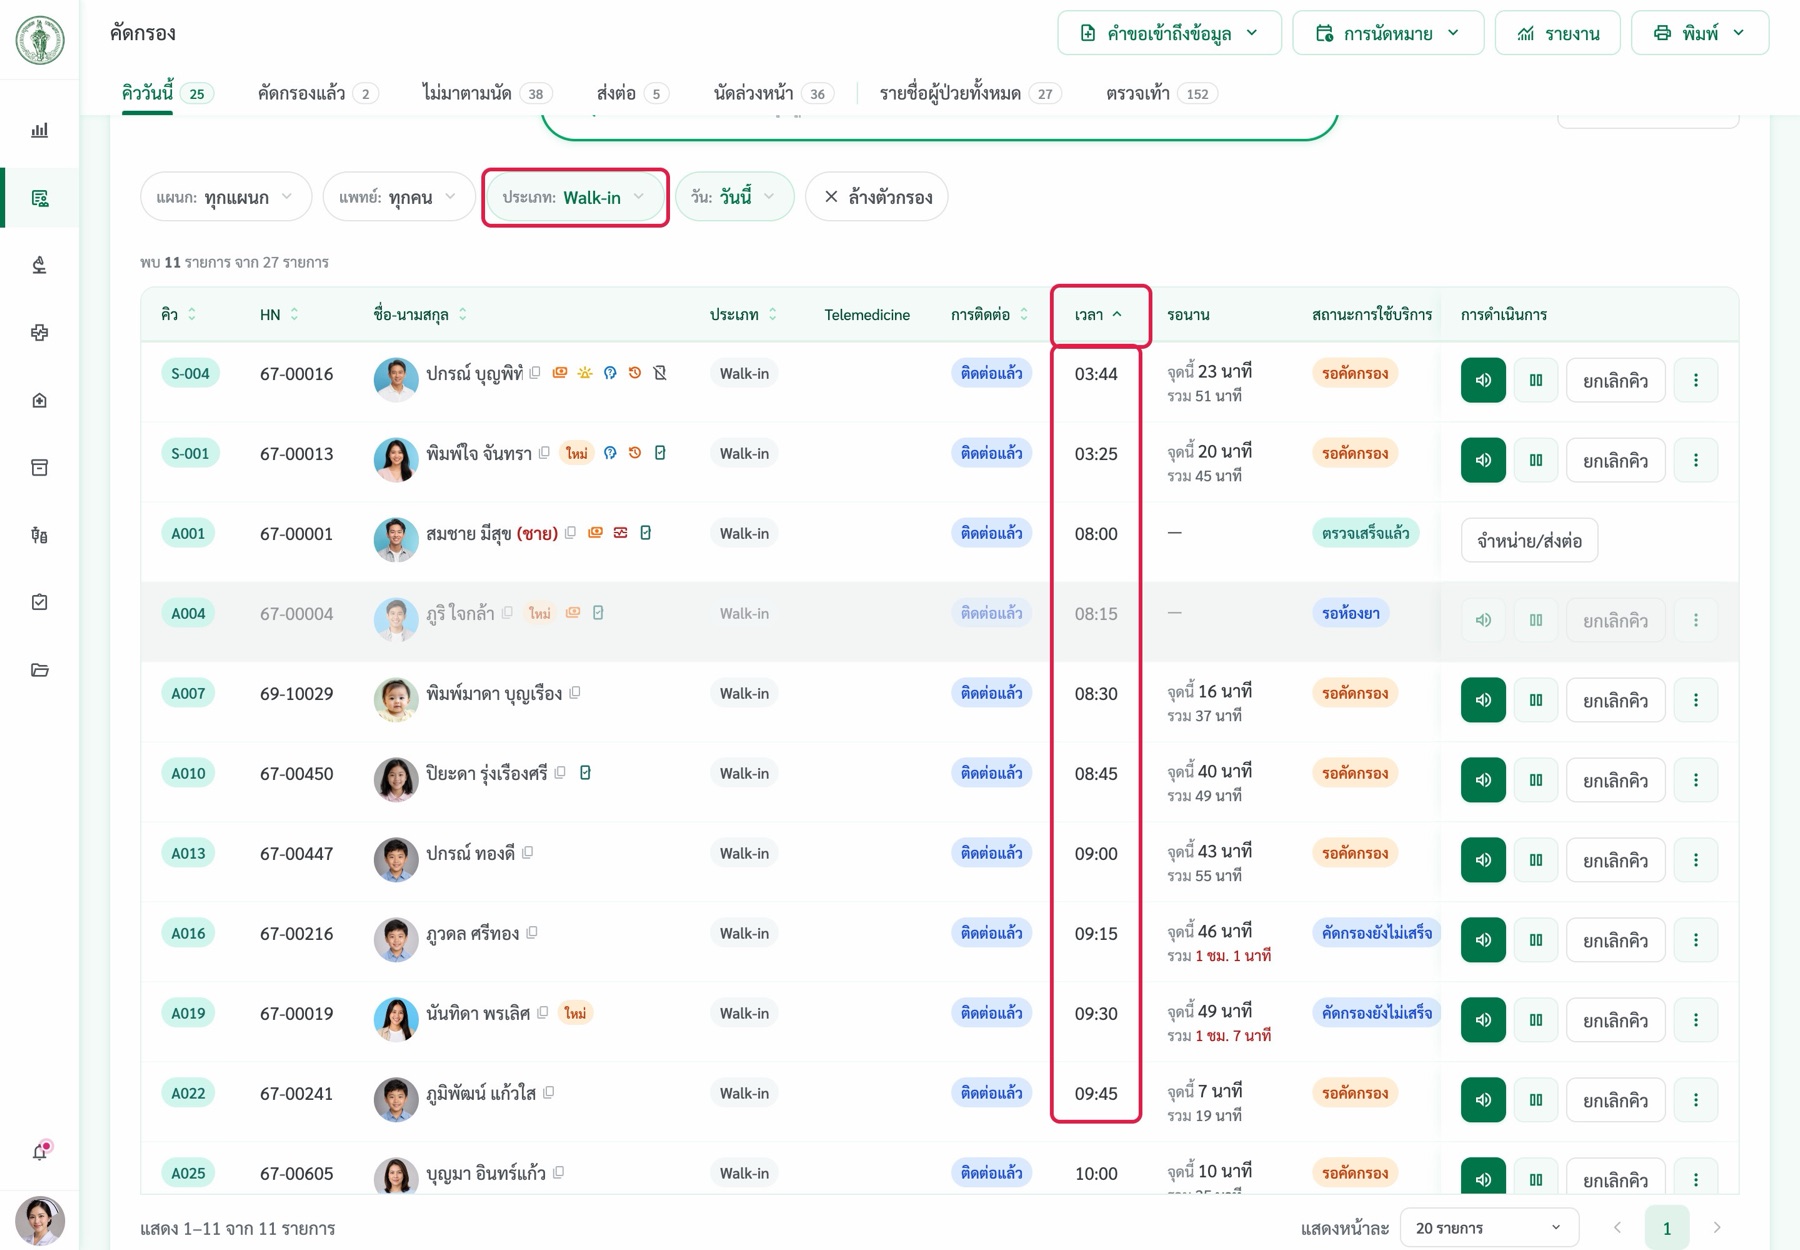 คัดกรอง
คำขอเข้าถึงข้อมูล
การนัดหมาย
รายงาน
พิมพ์
คิววันนี้ 25
คัดกรองแล้ว 2
ไม่มาตามนัด 38
ส่งต่อ 5
นัดล่วงหน้า 36
รายชื่อผู้ป่วยทั้งหมด 27
ตรวจเท้า 152
แผนก: ทุกแผนก
แพทย์: ทุกคน
ประเภท: Walk-in
วัน: วันนี้
ล้างตัวกรอง
พบ 11 รายการ จาก 27 รายการ
คิว HN ชื่อ-นามสกุล ประเภท Telemedicine การติดต่อ เวลา รอนาน สถานะการใช้บริการ การดำเนินการ
S-004 67-00016 ปกรณ์ บุญพิทั Walk-in ติดต่อแล้ว 03:44 จุดนี้ 23 นาที รอคัดกรอง ยกเลิกคิว
รวม 51 นาที
S-001 67-00013 พิมพ์ใจ จันทรา ใหม่ Walk-in ติดต่อแล้ว 03:25 จุดนี้ 20 นาที รอคัดกรอง ยกเลิกคิว
รวม 45 นาที
A001 67-00001 สมชาย มีสุข (ชาย) Walk-in ติดต่อแล้ว 08:00 — ตรวจเสร็จแล้ว จำหน่าย/ส่งต่อ
A004 67-00004 ภูริ ใจกล้า ใหม่ Walk-in ติดต่อแล้ว 08:15 — รอห้องยา ยกเลิกคิว
A007 69-10029 พิมพ์มาดา บุญเรือง Walk-in ติดต่อแล้ว 08:30 จุดนี้ 16 นาที รอคัดกรอง ยกเลิกคิว
รวม 37 นาที
A010 67-00450 ปิยะดา รุ่งเรืองศรี Walk-in ติดต่อแล้ว 08:45 จุดนี้ 40 นาที รอคัดกรอง ยกเลิกคิว
รวม 49 นาที
A013 67-00447 ปกรณ์ ทองดี Walk-in ติดต่อแล้ว 09:00 จุดนี้ 43 นาที รอคัดกรอง ยกเลิกคิว
รวม 55 นาที
A016 67-00216 ภูวดล ศรีทอง Walk-in ติดต่อแล้ว 09:15 จุดนี้ 46 นาที คัดกรองยังไม่เสร็จ ยกเลิกคิว
รวม 1 ชม. 1 นาที
A019 67-00019 นันทิดา พรเลิศ ใหม่ Walk-in ติดต่อแล้ว 09:30 จุดนี้ 49 นาที คัดกรองยังไม่เสร็จ ยกเลิกคิว
รวม 1 ชม. 7 นาที
A022 67-00241 ภูมิพัฒน์ แก้วใส Walk-in ติดต่อแล้ว 09:45 จุดนี้ 7 นาที รอคัดกรอง ยกเลิกคิว
รวม 19 นาที
A025 67-00605 บุญมา อินทร์แก้ว Walk-in ติดต่อแล้ว 10:00 จุดนี้ 10 นาที รอคัดกรอง ยกเลิกคิว
แสดง 1–11 จาก 11 รายการ
แสดงหน้าละ 20 รายการ 1